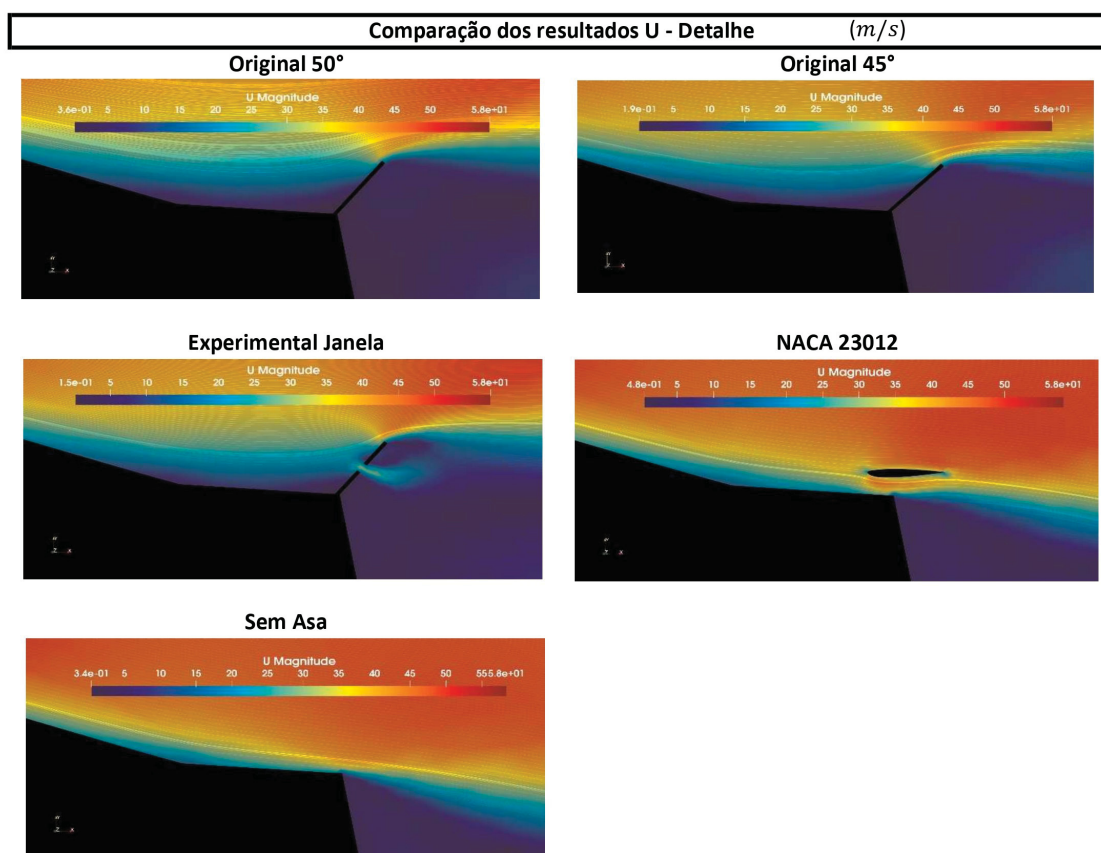 Comparação dos resultados U - Detalhe (m/s)
Original 50°
U Magnitude
3.6e-01 5 10 15 20 25 30 35 40 45 50 5.8e+01
Original 45°
U Magnitude
1.9e-01 5 10 15 20 25 30 35 40 45 50 5.8e+01
Experimental Janela
U Magnitude
1.5e-01 5 10 15 20 25 30 35 40 45 50 5.8e+01
NACA 23012
U Magnitude
4.8e-01 5 10 15 20 25 30 35 40 45 50 5.8e+01
Sem Asa
U Magnitude
3.4e-01 5 10 15 20 25 30 35 40 45 50 555.8e+01